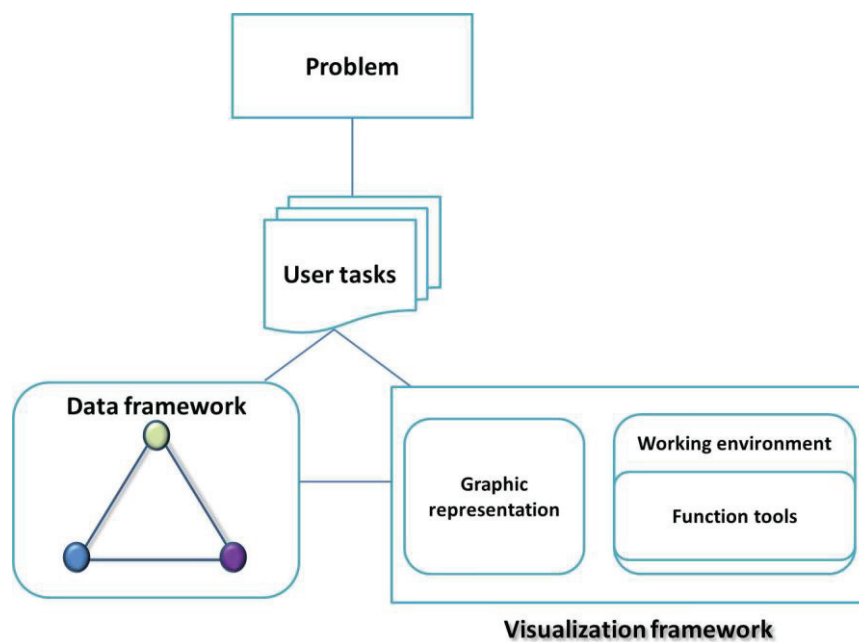 Problem
User tasks
Data framework
Graphic
representation
Working environment
Function tools
Visualization framework